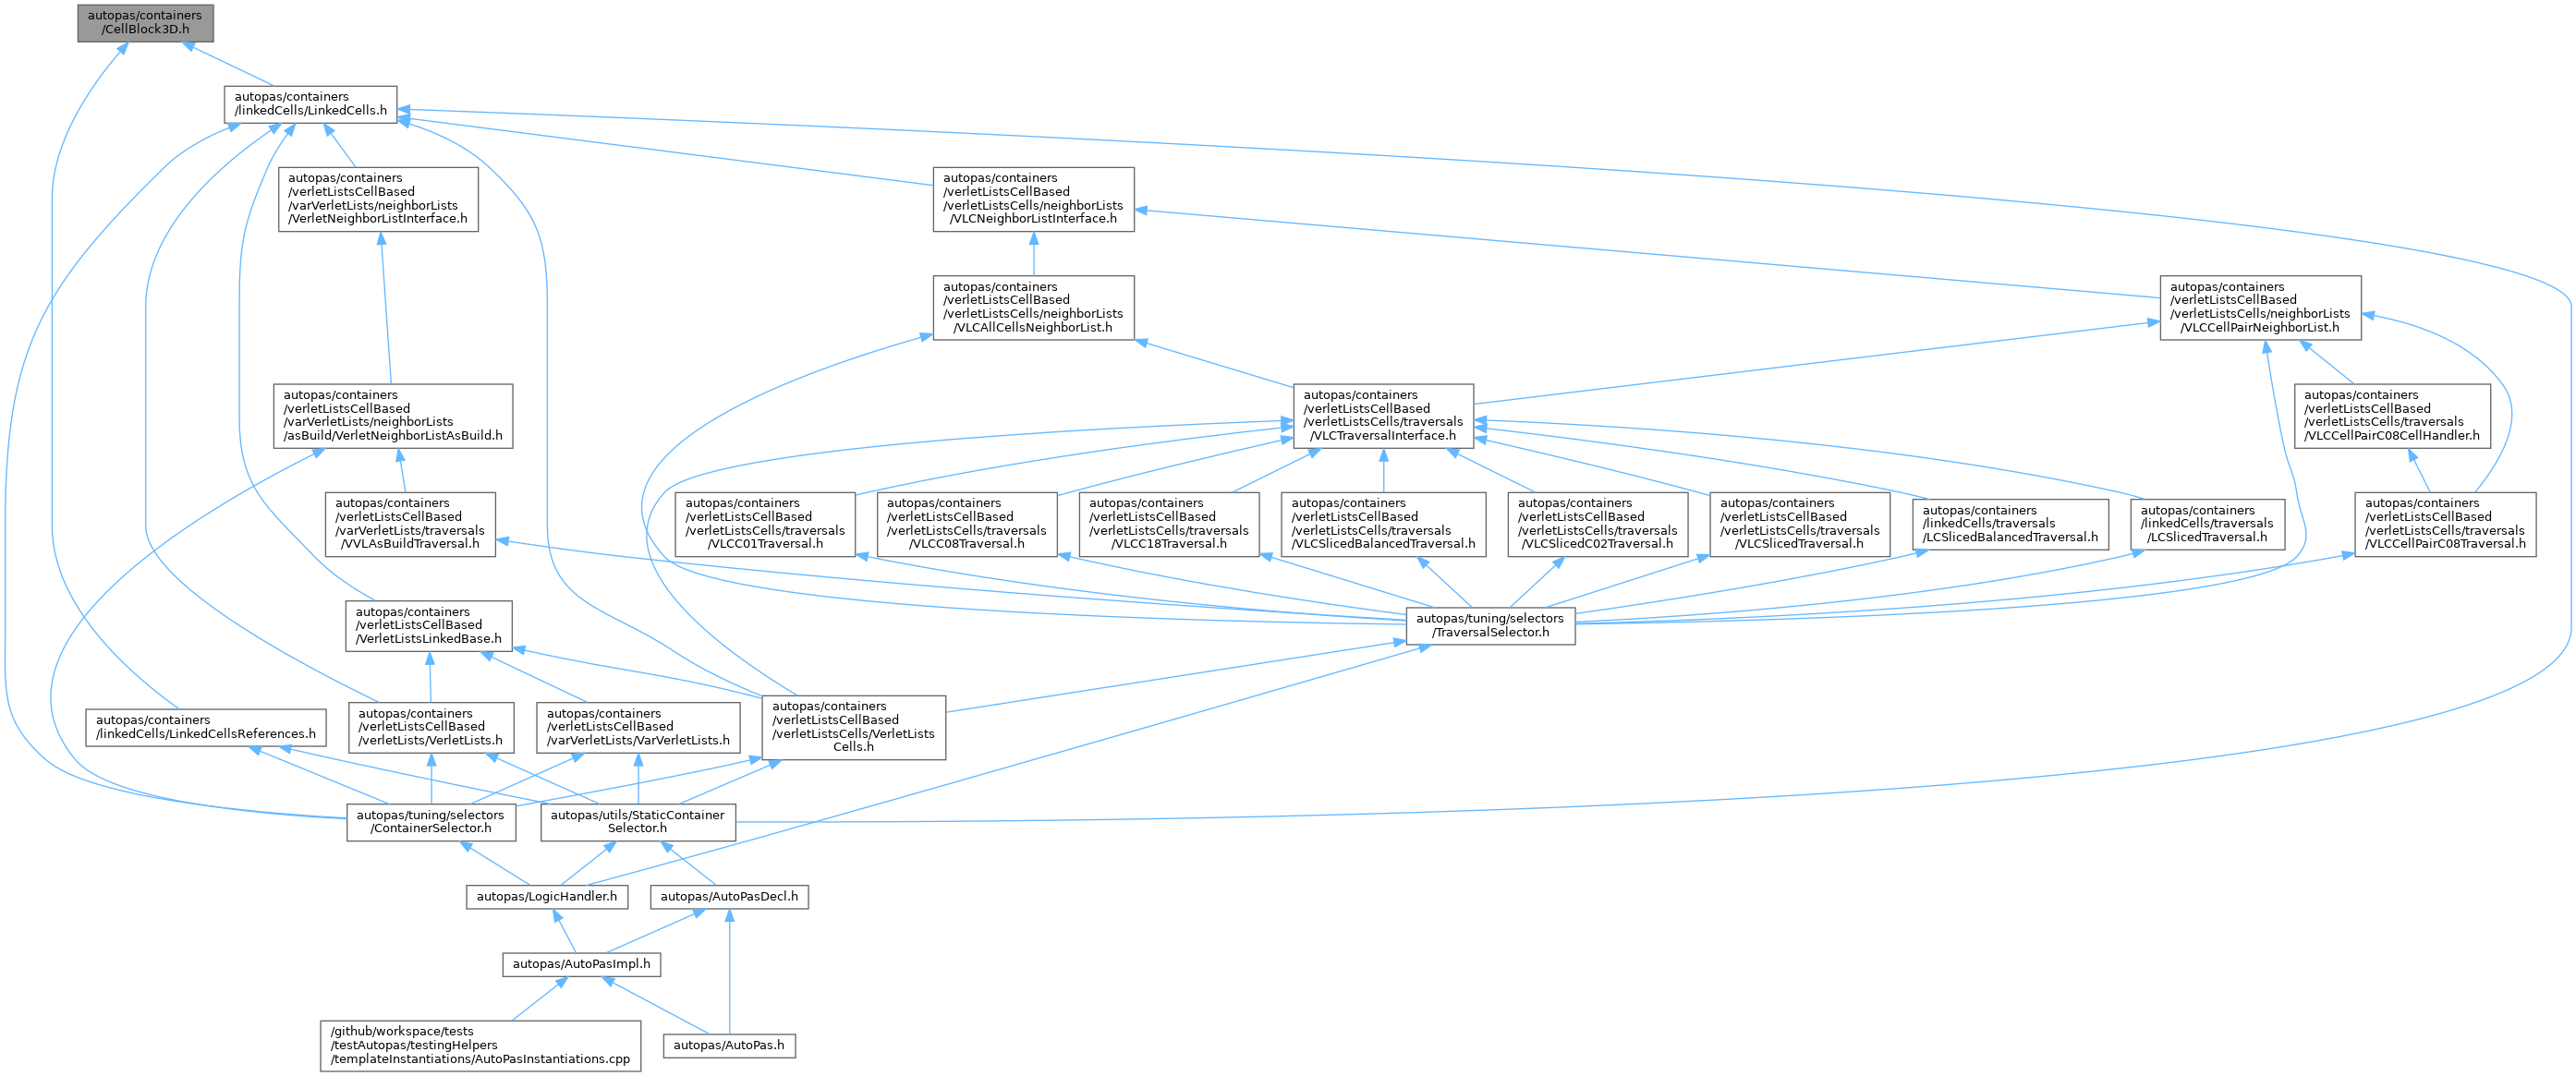 autopas/containers
/CellBlock3D.h
autopas/containers
/linkedCells/LinkedCells.h
autopas/containers
/verletListsCellBased
/varVerletLists/neighborLists
/VerletNeighborListInterface.h
autopas/containers
/verletListsCellBased
/verletListsCells/neighborLists
/VLCNeighborListInterface.h
autopas/containers
/verletListsCellBased
/verletListsCells/neighborLists
/VLCAllCellsNeighborList.h
autopas/containers
/verletListsCellBased
/verletListsCells/neighborLists
/VLCCellPairNeighborList.h
autopas/containers
/verletListsCellBased
/varVerletLists/neighborLists
/asBuild/VerletNeighborListAsBuild.h
autopas/containers
/verletListsCellBased
/verletListsCells/traversals
/VLCTraversalInterface.h
autopas/containers
/verletListsCellBased
/verletListsCells/traversals
/VLCCellPairC08CellHandler.h
autopas/containers
/verletListsCellBased
/varVerletLists/traversals
/VVLAsBuildTraversal.h
autopas/containers
/verletListsCellBased
/verletListsCells/traversals
/VLCC01Traversal.h
autopas/containers
/verletListsCellBased
/verletListsCells/traversals
/VLCC08Traversal.h
autopas/containers
/verletListsCellBased
/verletListsCells/traversals
/VLCC18Traversal.h
autopas/containers
/verletListsCellBased
/verletListsCells/traversals
/VLCSlicedBalancedTraversal.h
autopas/containers
/verletListsCellBased
/verletListsCells/traversals
/VLCSlicedC02Traversal.h
autopas/containers
/verletListsCellBased
/verletListsCells/traversals
/VLCSlicedTraversal.h
autopas/containers
/linkedCells/traversals
/LCSlicedBalancedTraversal.h
autopas/containers
/linkedCells/traversals
/LCSlicedTraversal.h
autopas/containers
/verletListsCellBased
/verletListsCells/traversals
/VLCCellPairC08Traversal.h
autopas/containers
/verletListsCellBased
/VerletListsLinkedBase.h
autopas/tuning/selectors
/TraversalSelector.h
autopas/containers
/linkedCells/LinkedCellsReferences.h
autopas/containers
/verletListsCellBased
/verletLists/VerletLists.h
autopas/containers
/verletListsCellBased
/varVerletLists/VarVerletLists.h
autopas/containers
/verletListsCellBased
/verletListsCells/VerletLists
Cells.h
autopas/tuning/selectors
/ContainerSelector.h
autopas/utils/StaticContainer
Selector.h
autopas/LogicHandler.h
autopas/AutoPasDecl.h
autopas/AutoPasImpl.h
/github/workspace/tests
/testAutopas/testingHelpers
/templateInstantiations/AutoPasInstantiations.cpp
autopas/AutoPas.h